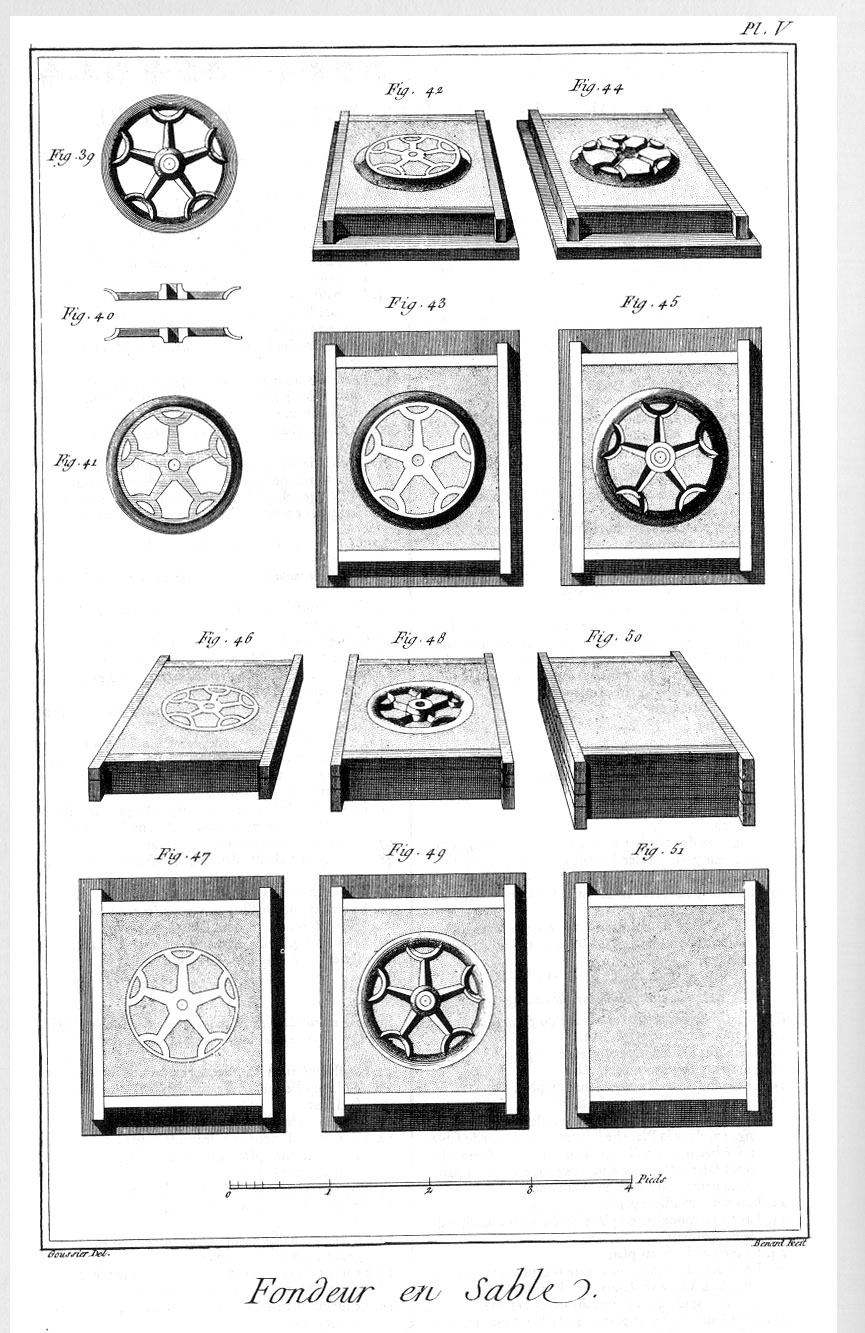 Pl. V
Fig. 39
Fig. 42
Fig. 44
Fig. 40
Fig. 43
Fig. 45
Fig. 41
Fig. 46
Fig. 48
Fig. 50
Fig. 47
Fig. 49
Fig. 51
0 1 2 3 4 Pieds
Goussier Del.
Benard Fecit
Fondeur en Sable.